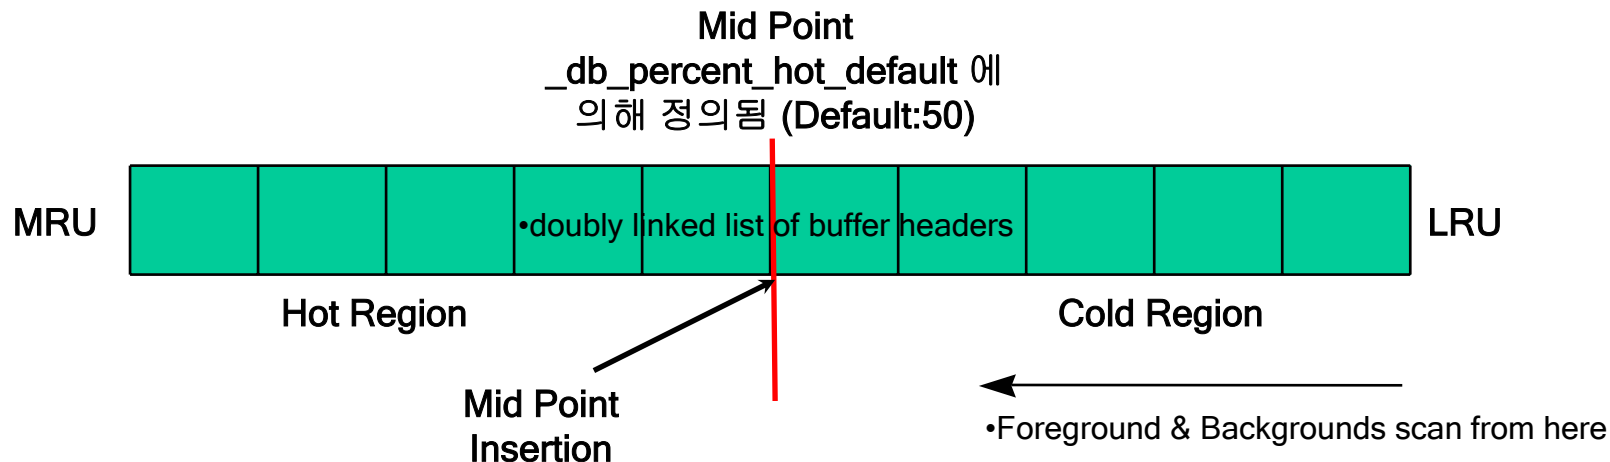 Mid Point
_db_percent_hot_default 에
의해 정의됨 (Default:50)
MRU
•doubly linked list of buffer headers
LRU
Hot Region
Cold Region
Mid Point
Insertion
•Foreground & Backgrounds scan from here